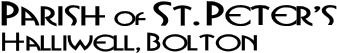 PARISH OF ST. PETER'S
HALLIWELL, BOLTON